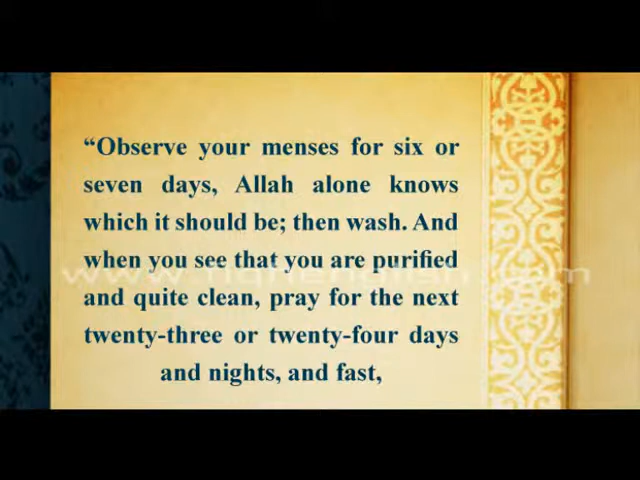 “Observe your menses for six or
seven days, Allah alone knows
which it should be; then wash. And
when you see that you are purified
and quite clean, pray for the next
twenty-three or twenty-four days
and nights, and fast,